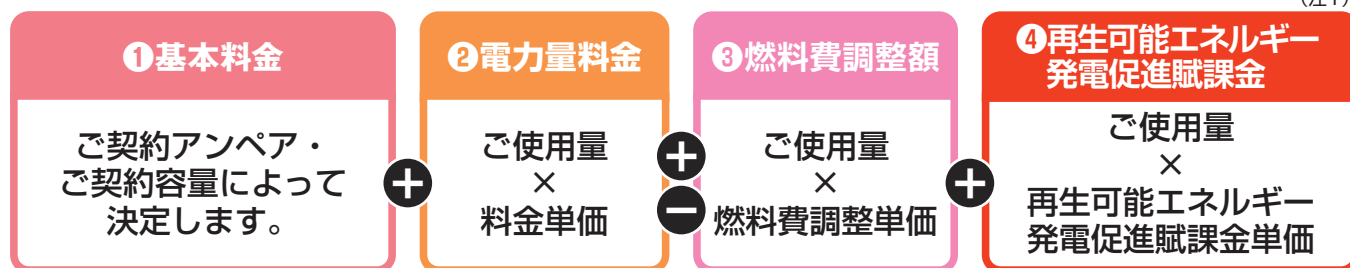 （注1）
❶基本料金
ご契約アンペア・
ご契約容量によって
決定します。
+
❷電力量料金
ご使用量
×
料金単価
+
−
❸燃料費調整額
ご使用量
×
燃料費調整単価
+
❹再生可能エネルギー
発電促進賦課金
ご使用量
×
再生可能エネルギー
発電促進賦課金単価